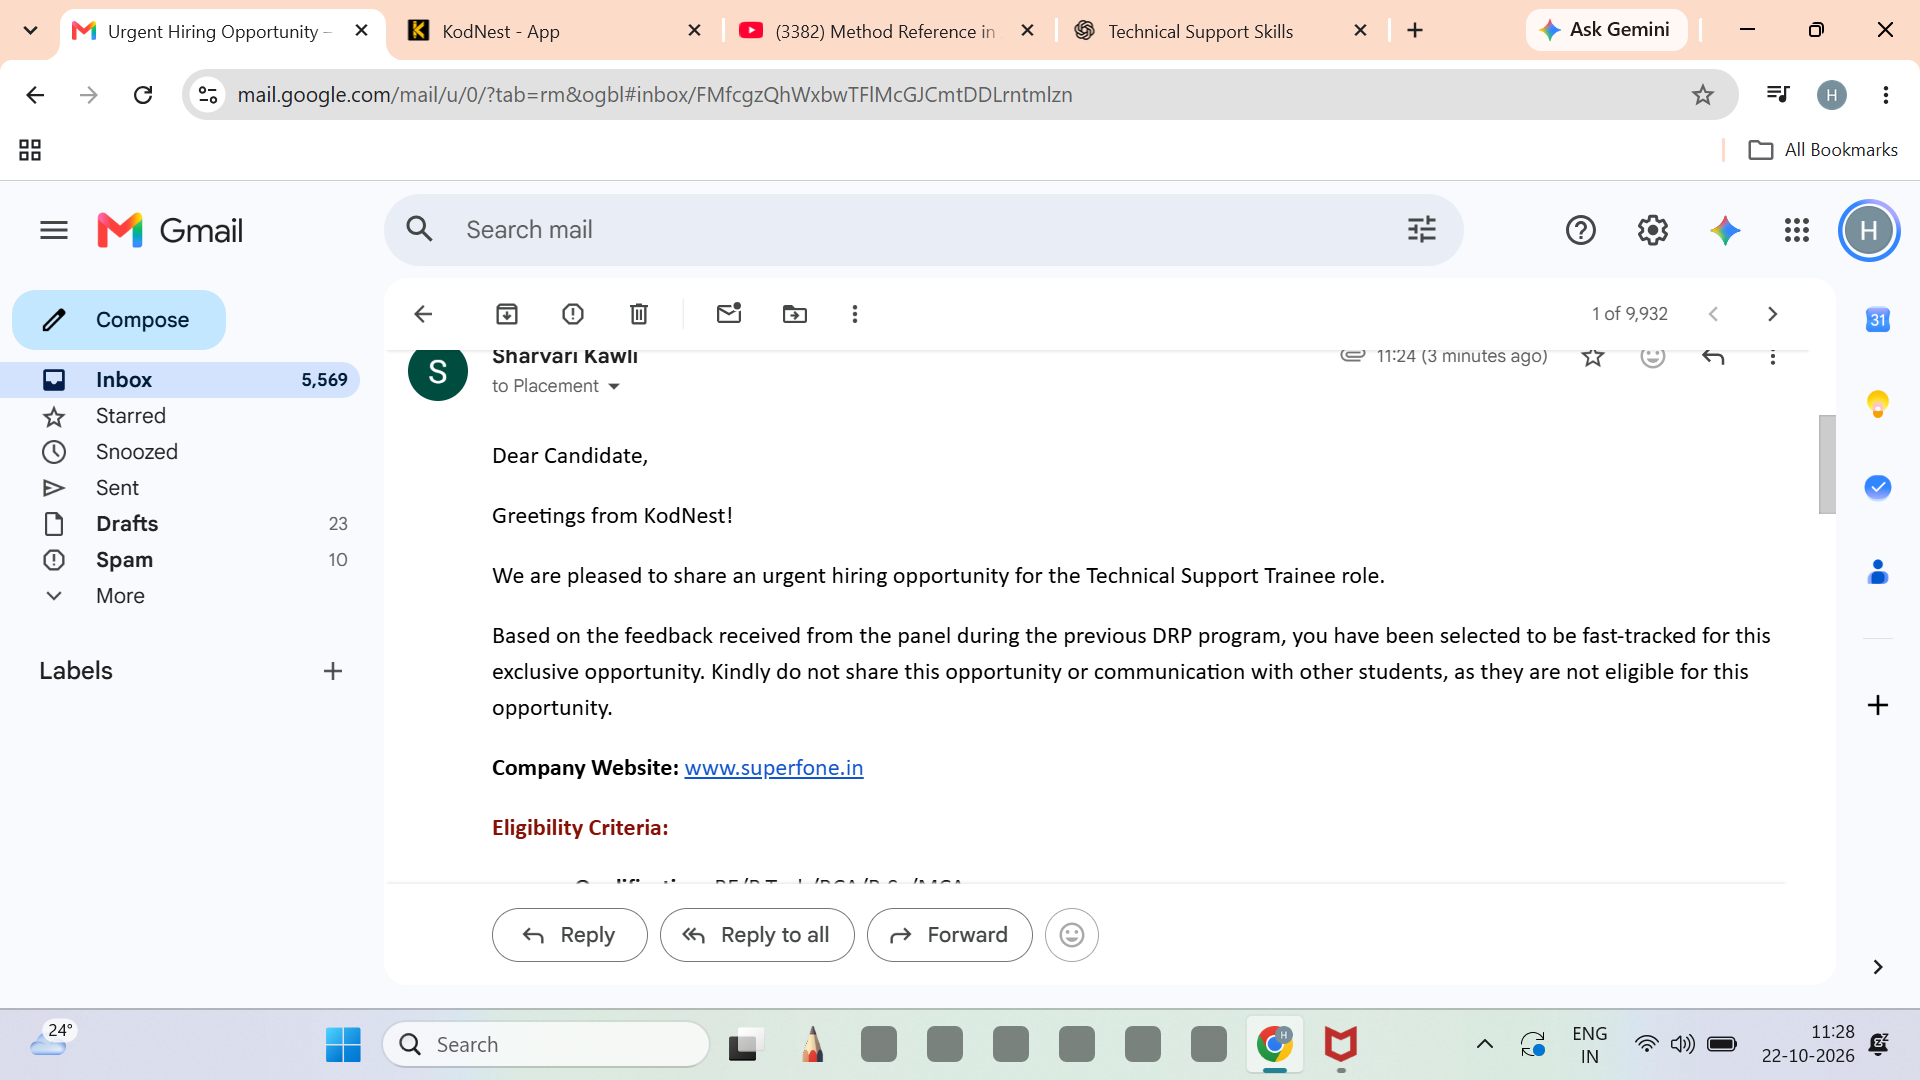 Urgent Hiring Opportunity –
KodNest - App
(3382) Method Reference in
Technical Support Skills
Ask Gemini
mail.google.com/mail/u/0/?tab=rm&ogbl#inbox/FMfcgzQhWxbwTFlMcGJCmtDDLrntmlzn
H
All Bookmarks
Gmail
Search mail
H
Compose
1 of 9,932
31
Inbox 5,569
Starred
Snoozed
Sent
Drafts 23
Spam 10
More
Labels
S
Sharvari Kawli
11:24 (3 minutes ago)
to Placement
Dear Candidate,
Greetings from KodNest!
We are pleased to share an urgent hiring opportunity for the Technical Support Trainee role.
Based on the feedback received from the panel during the previous DRP program, you have been selected to be fast-tracked for this
exclusive opportunity. Kindly do not share this opportunity or communication with other students, as they are not eligible for this
opportunity.
Company Website: www.superfone.in
Eligibility Criteria:
Reply
Reply to all
Forward
24°
Search
H
ENG
IN
11:28
22-10-2026